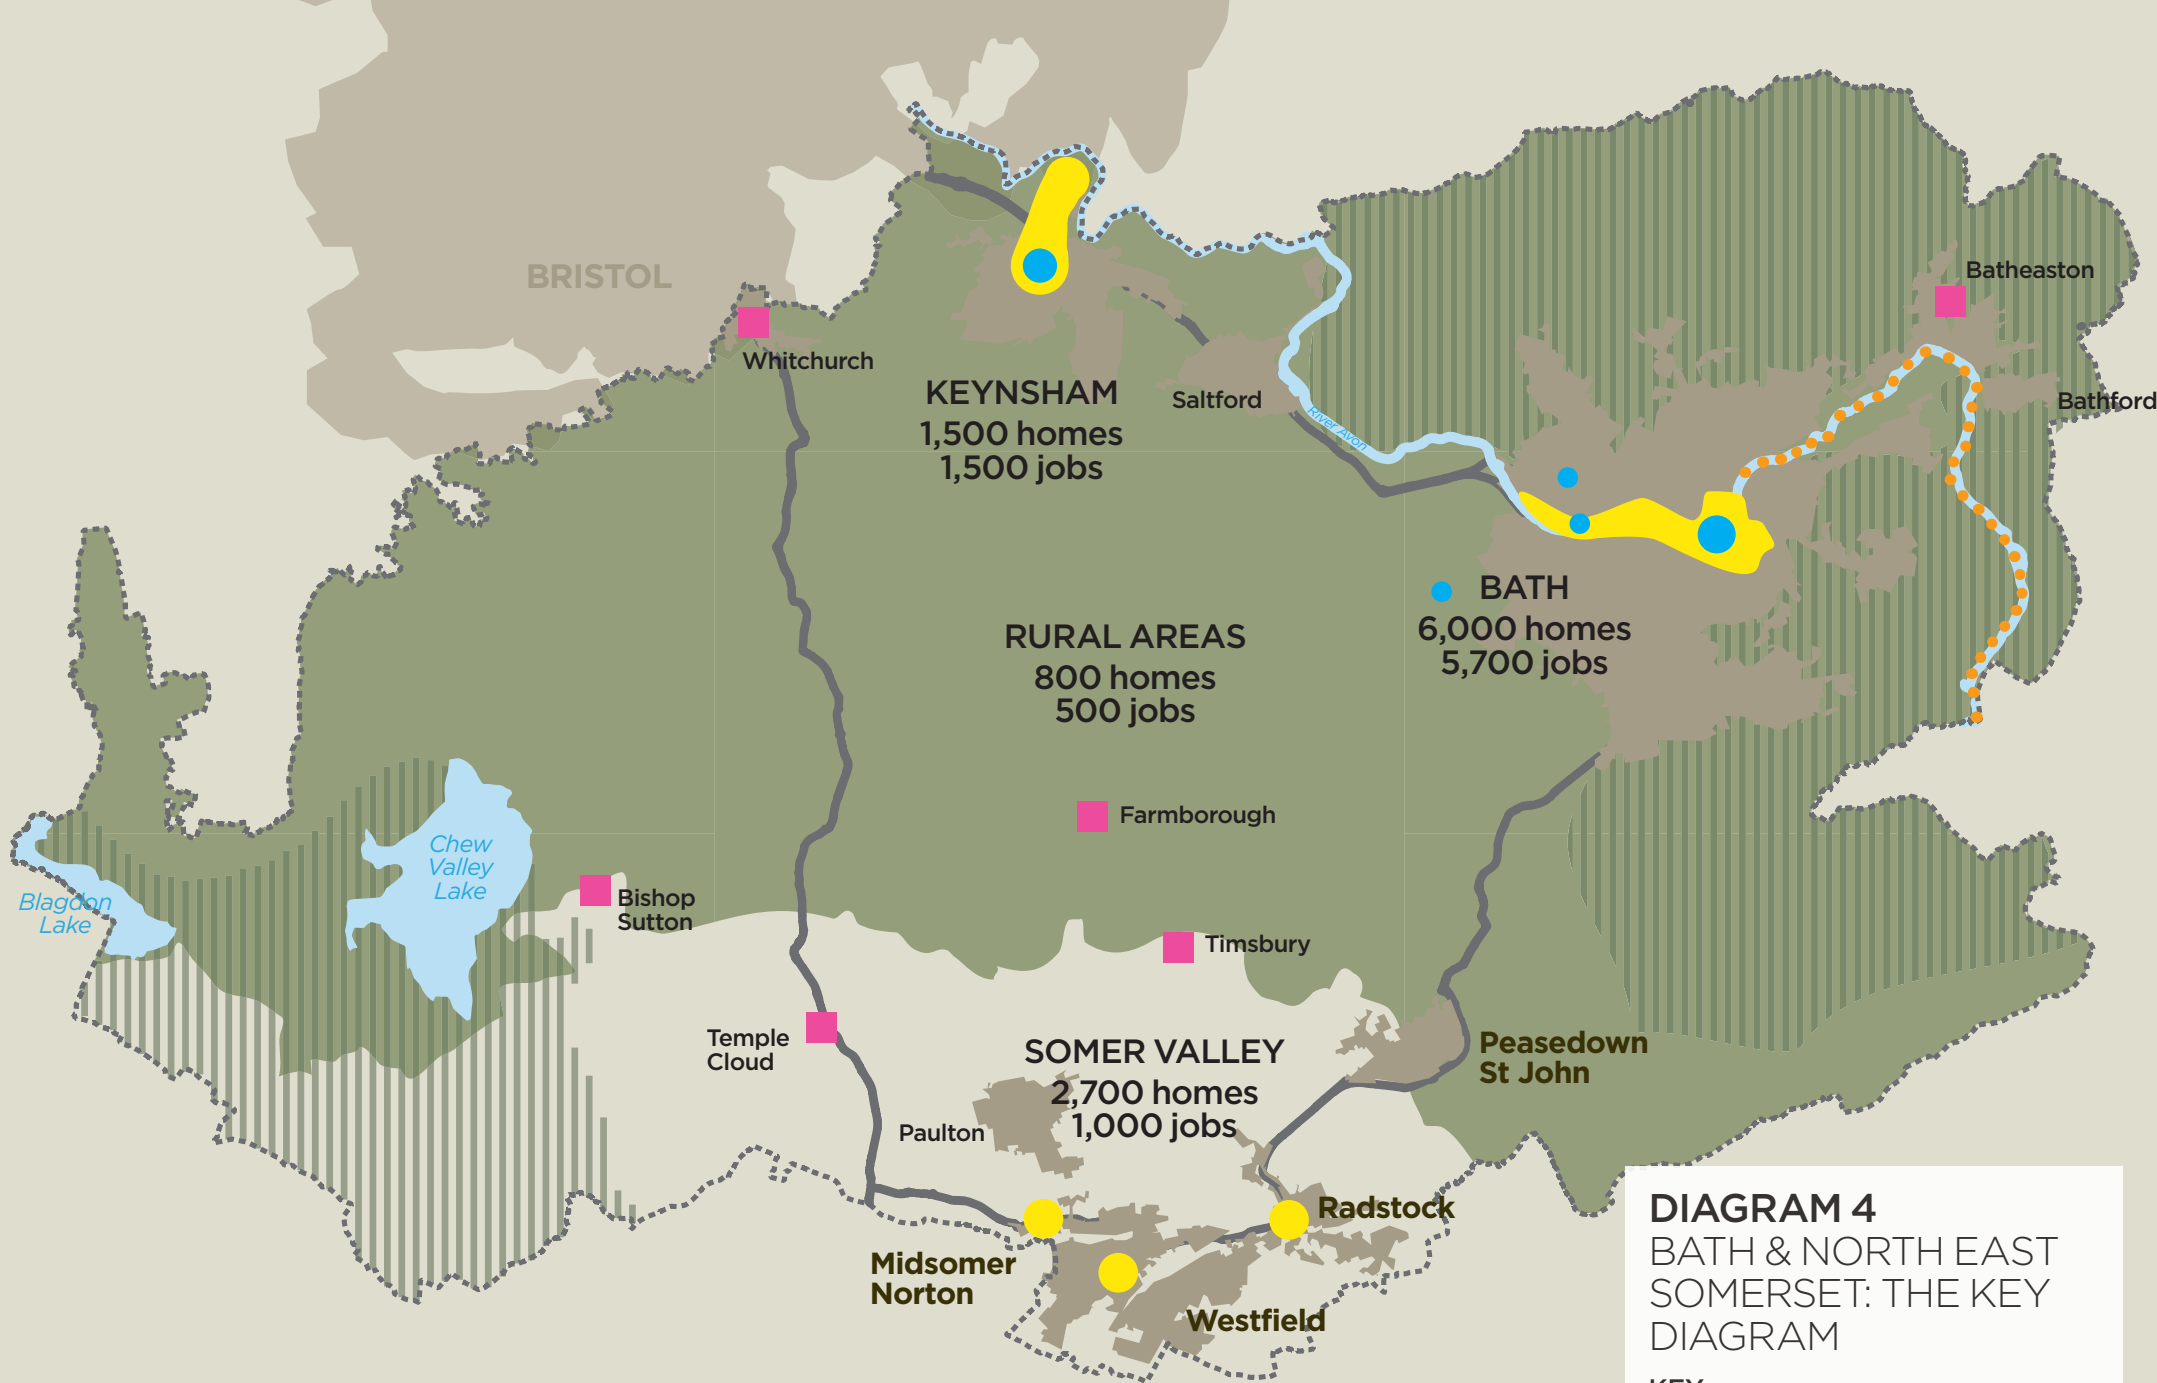 BRISTOL
Batheaston
Whitchurch
KEYNSHAM
1,500 homes
1,500 jobs
Saltford
River Avon
Bathford
BATH
6,000 homes
5,700 jobs
RURAL AREAS
800 homes
500 jobs
Farmborough
Chew
Valley
Lake
Blagdon
Lake
Bishop
Sutton
Timsbury
Temple
Cloud
SOMER VALLEY
2,700 homes
1,000 jobs
Peasedown
St John
Paulton
Radstock
Midsomer
Norton
Westfield
DIAGRAM 4
BATH & NORTH EAST
SOMERSET: THE KEY
DIAGRAM
KEY